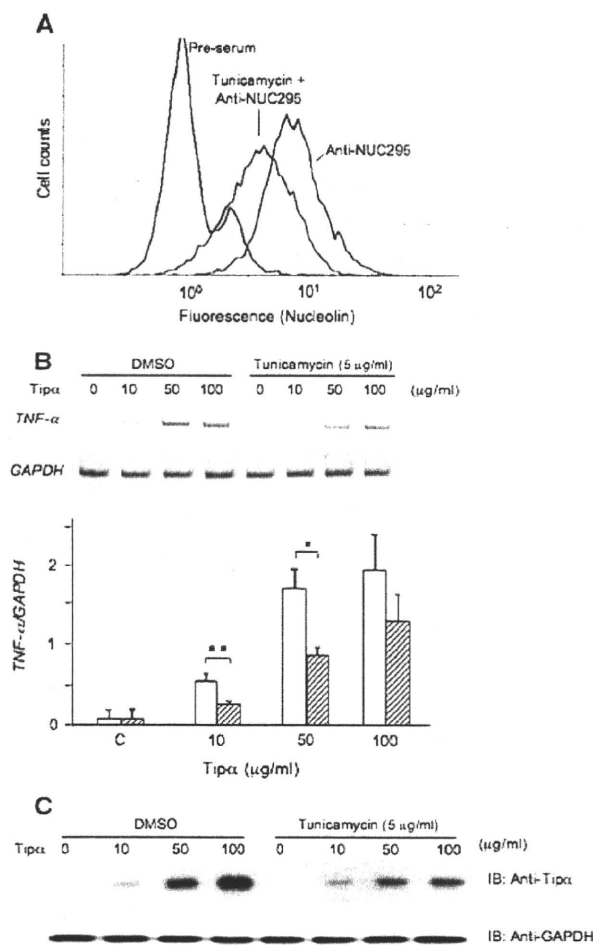 A
Pre-serum
Tunicamycin +
Anti-NUC295
Anti-NUC295
Cell counts
10⁰ 10¹ 10²
Fluorescence (Nucleolin)
B
DMSO Tunicamycin (5 µg/ml)
Tipα 0 10 50 100 0 10 50 100 (µg/ml)
TNF-α
GAPDH
TNF-α/GAPDH
2
1
0
* *
*
C 10 50 100
Tipα (µg/ml)
C
DMSO Tunicamycin (5 µg/ml)
Tipα 0 10 50 100 0 10 50 100 (µg/ml)
IB: Anti-Tipα
IB: Anti-GAPDH